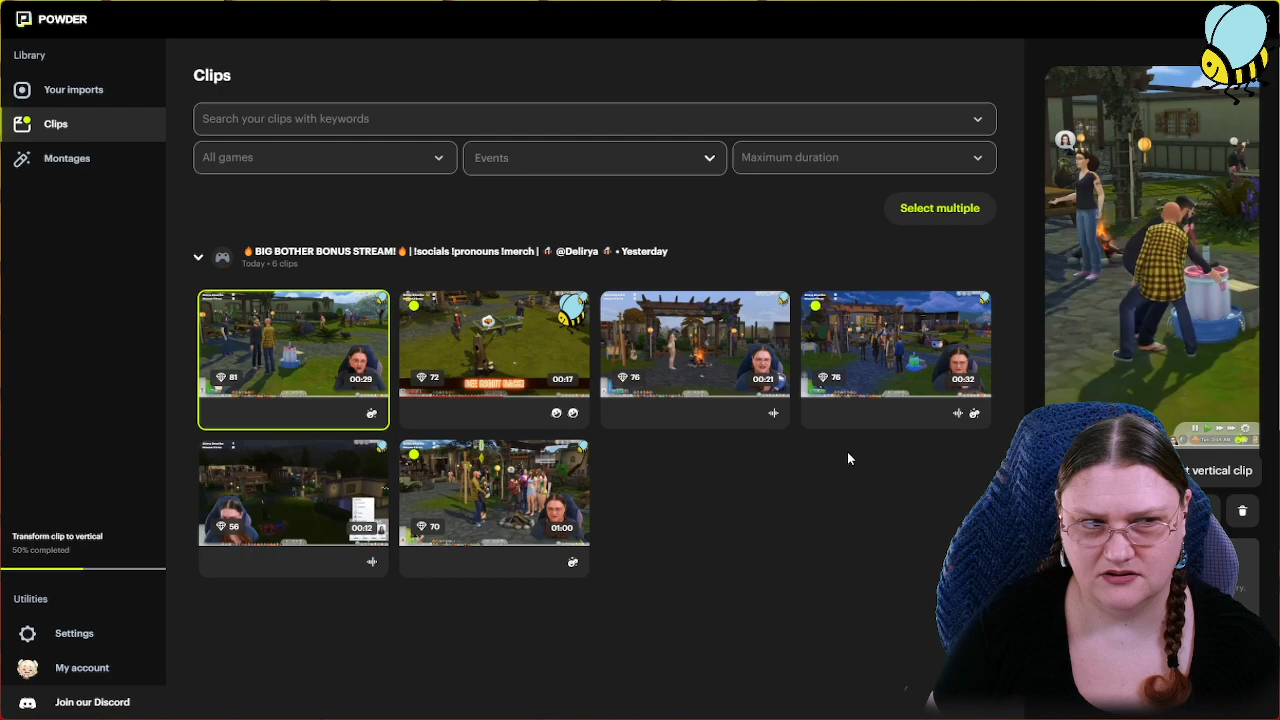 POWDER
Library
Your imports
Clips
Montages
Transform clip to vertical
50% completed
Utilities
Settings
My account
Join our Discord
Clips
Search your clips with keywords
All games
Events
Maximum duration
Select multiple
🔥 BIG BOTHER BONUS STREAM! 🔥 | !socials !pronouns !merch | @Delirya • Yesterday
Today • 6 clips
81
00:29
72
BE RIGHT BACK!
00:17
76
00:21
76
00:32
56
00:12
70
01:00
t vertical clip